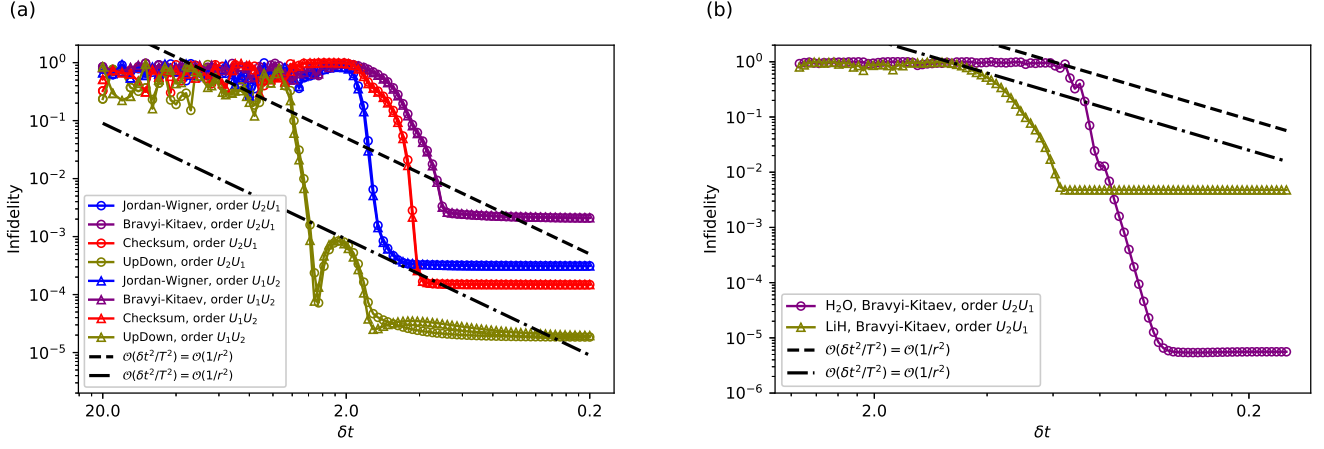 (a)
10⁰
10⁻¹
10⁻²
10⁻³
10⁻⁴
10⁻⁵
Infidelity
Jordan-Wigner, order U₂U₁
Bravyi-Kitaev, order U₂U₁
Checksum, order U₂U₁
UpDown, order U₂U₁
Jordan-Wigner, order U₁U₂
Bravyi-Kitaev, order U₁U₂
Checksum, order U₁U₂
UpDown, order U₁U₂
𝒪(δt²/T²) = 𝒪(1/r²)
𝒪(δt²/T²) = 𝒪(1/r²)
20.0 2.0 0.2
δt
(b)
10⁰
10⁻¹
10⁻²
10⁻³
10⁻⁴
10⁻⁵
10⁻⁶
Infidelity
H₂O, Bravyi-Kitaev, order U₂U₁
LiH, Bravyi-Kitaev, order U₂U₁
𝒪(δt²/T²) = 𝒪(1/r²)
𝒪(δt²/T²) = 𝒪(1/r²)
2.0 0.2
δt